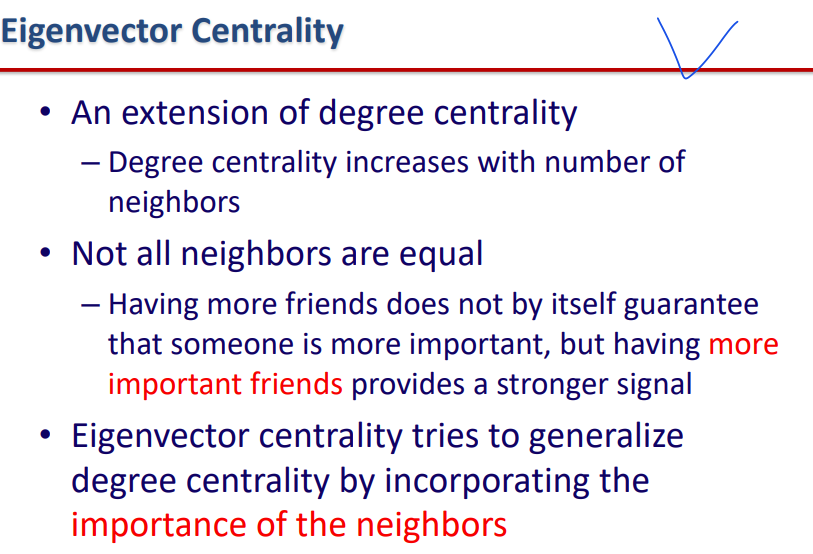 Eigenvector Centrality
• An extension of degree centrality
– Degree centrality increases with number of
neighbors
• Not all neighbors are equal
– Having more friends does not by itself guarantee
that someone is more important, but having more
important friends provides a stronger signal
• Eigenvector centrality tries to generalize
degree centrality by incorporating the
importance of the neighbors